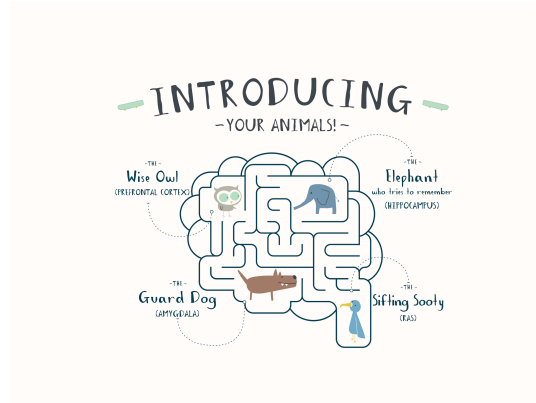 INTRODUCING
-YOUR ANIMALS!-
-THE-
Wise Owl
(PREFRONTAL CORTEX)
-THE-
Elephant
who tries to remember
(HIPPOCAMPUS)
-THE-
Guard Dog
(AMYGDALA)
-THE-
Sifting Sooty
(RAS)